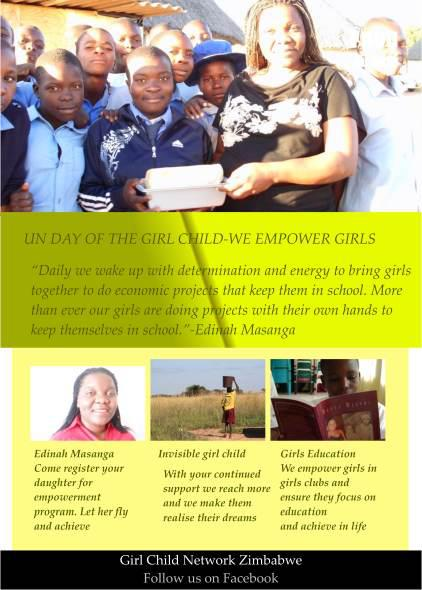 UN DAY OF THE GIRL CHILD-WE EMPOWER GIRLS
“Daily we wake up with determination and energy to bring girls
together to do economic projects that keep them in school. More
than ever our girls are doing projects with their own hands to
keep themselves in school.”-Edinah Masanga
Edinah Masanga
Come register your
daughter for
empowerment
program. Let her fly
and achieve
Invisible girl child
With your continued
support we reach more
and we make them
realise their dreams
Girls Education
We empower girls in
girls clubs and
ensure they focus on
education
and achieve in life
Girl Child Network Zimbabwe
Follow us on Facebook